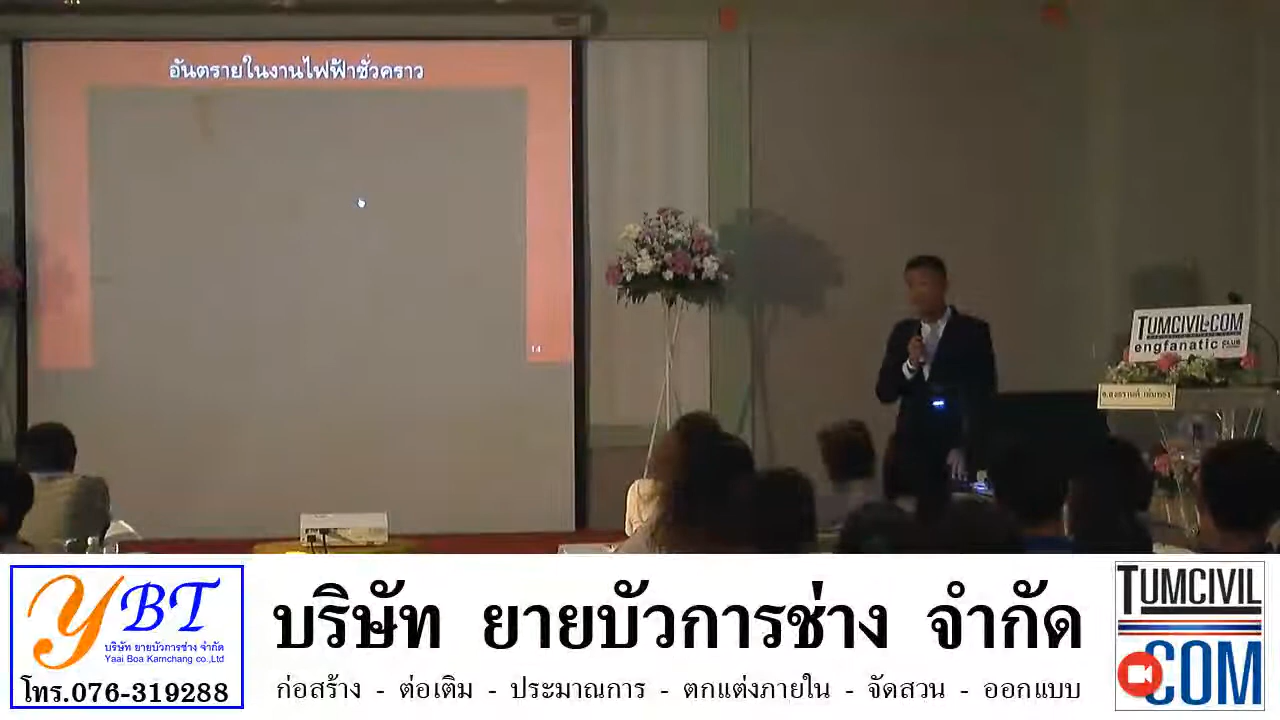 อันตรายในงานไฟฟ้าชั่วคราว
14
TUMCIVIL.COM
engfanatic CLUB
YBT
บริษัท ยายบัวการช่าง จำกัด
Yaai Boa Karnchang co.,Ltd
โทร.076-319288
บริษัท ยายบัวการช่าง จำกัด
ก่อสร้าง - ต่อเติม - ประมาณการ - ตกแต่งภายใน - จัดสวน - ออกแบบ
TUMCIVIL
.COM